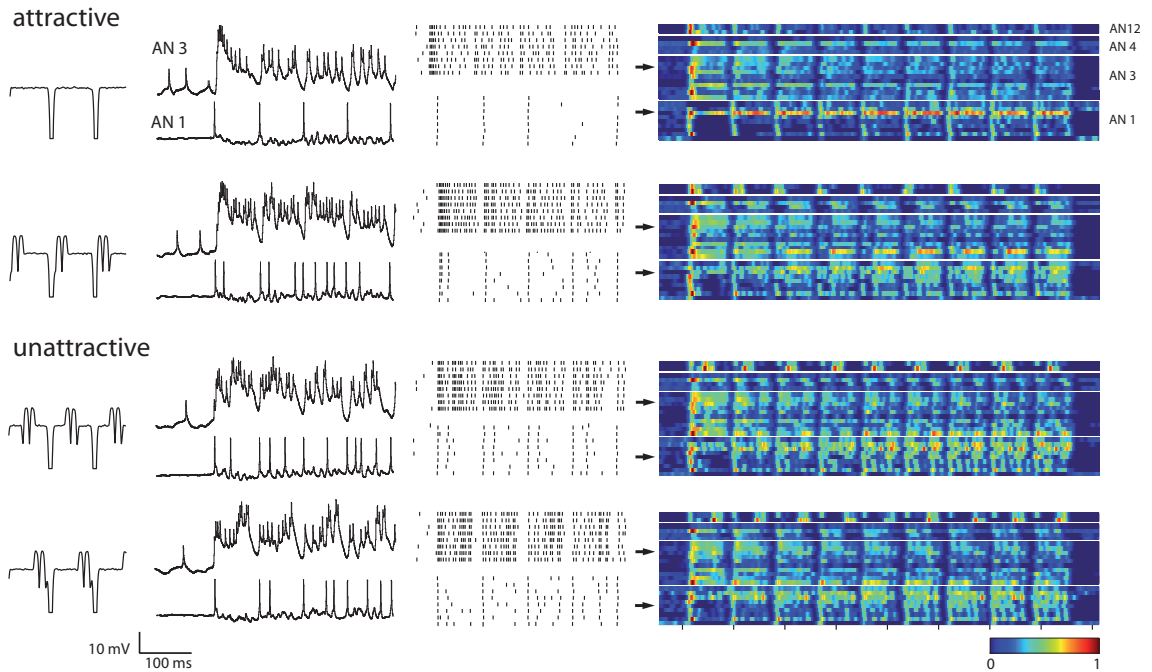 attractive
AN 3
AN 1
AN12
AN 4
AN 3
AN 1
unattractive
10 mV
100 ms
0
1